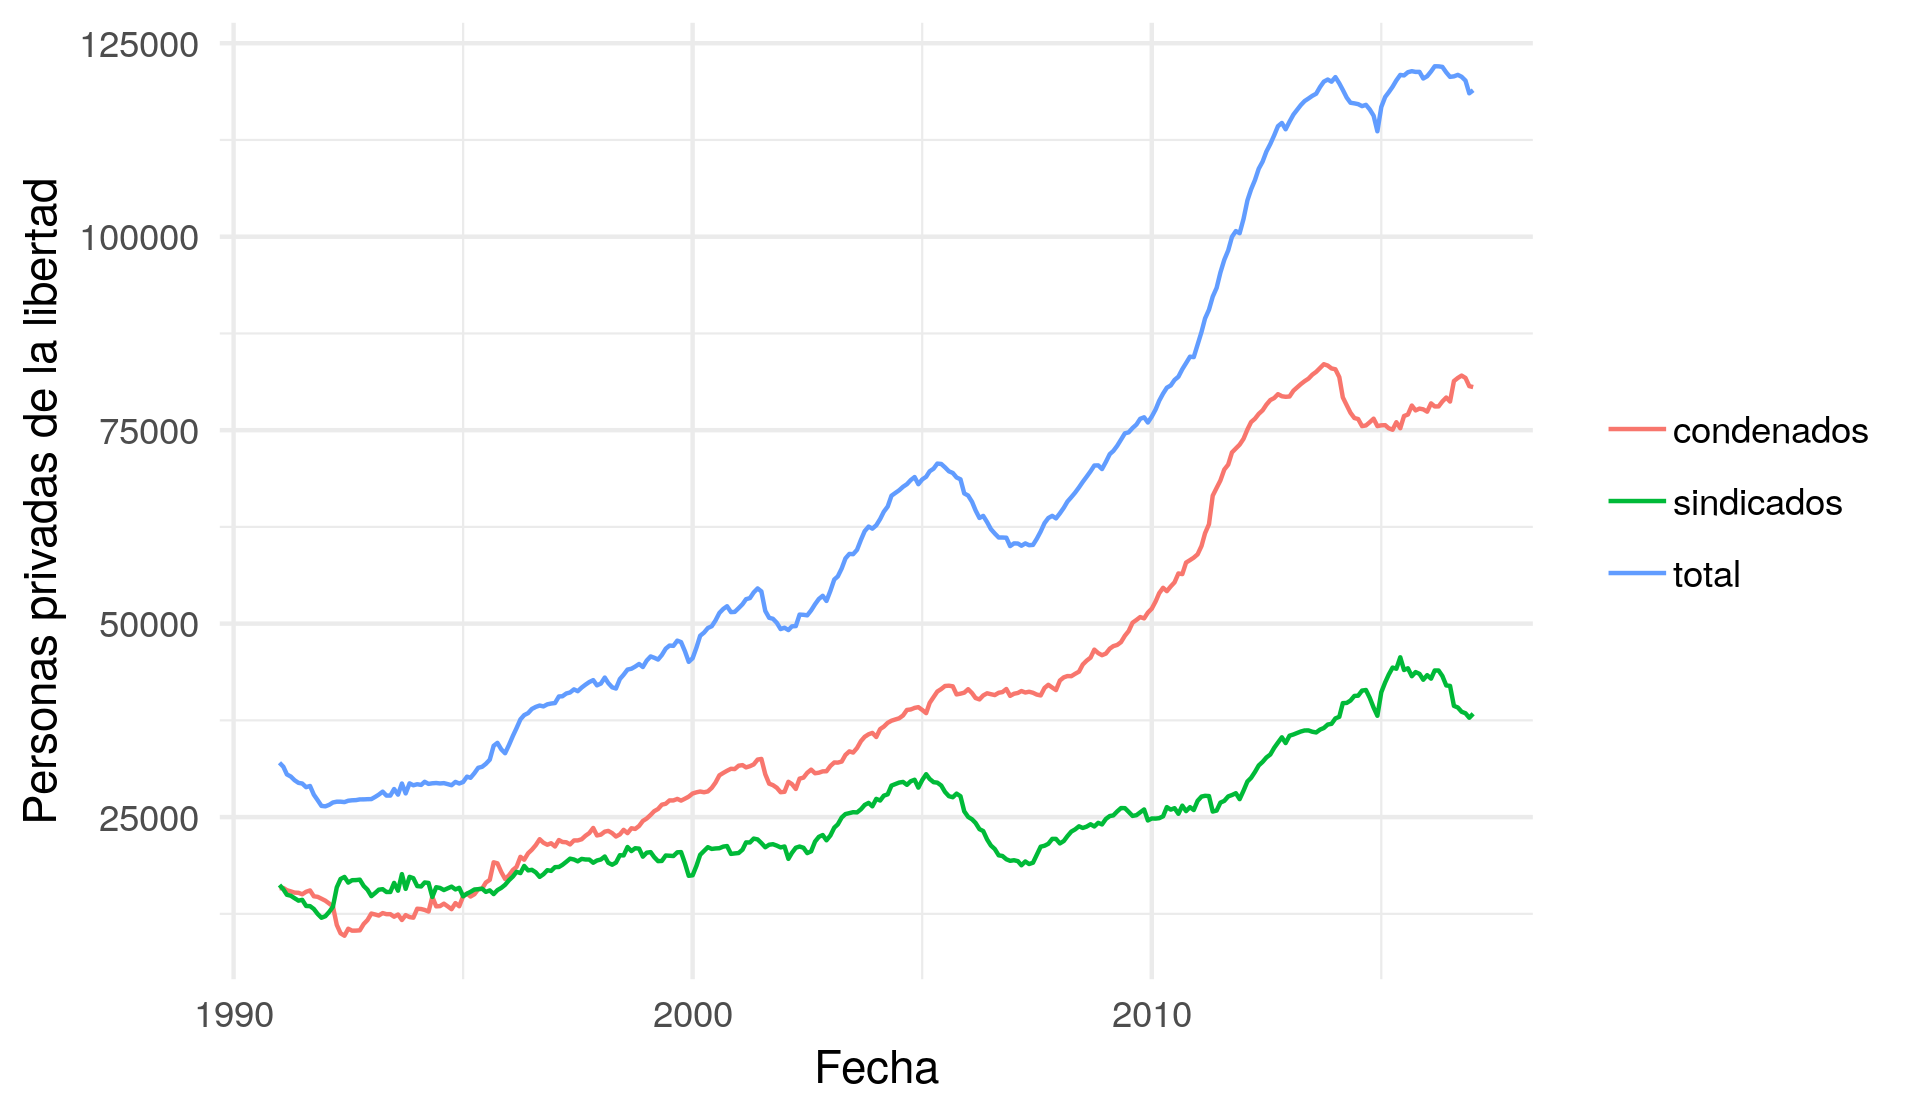 Personas privadas de la libertad
125000
100000
75000
50000
25000
1990
2000
2010
Fecha
condenados
sindicados
total